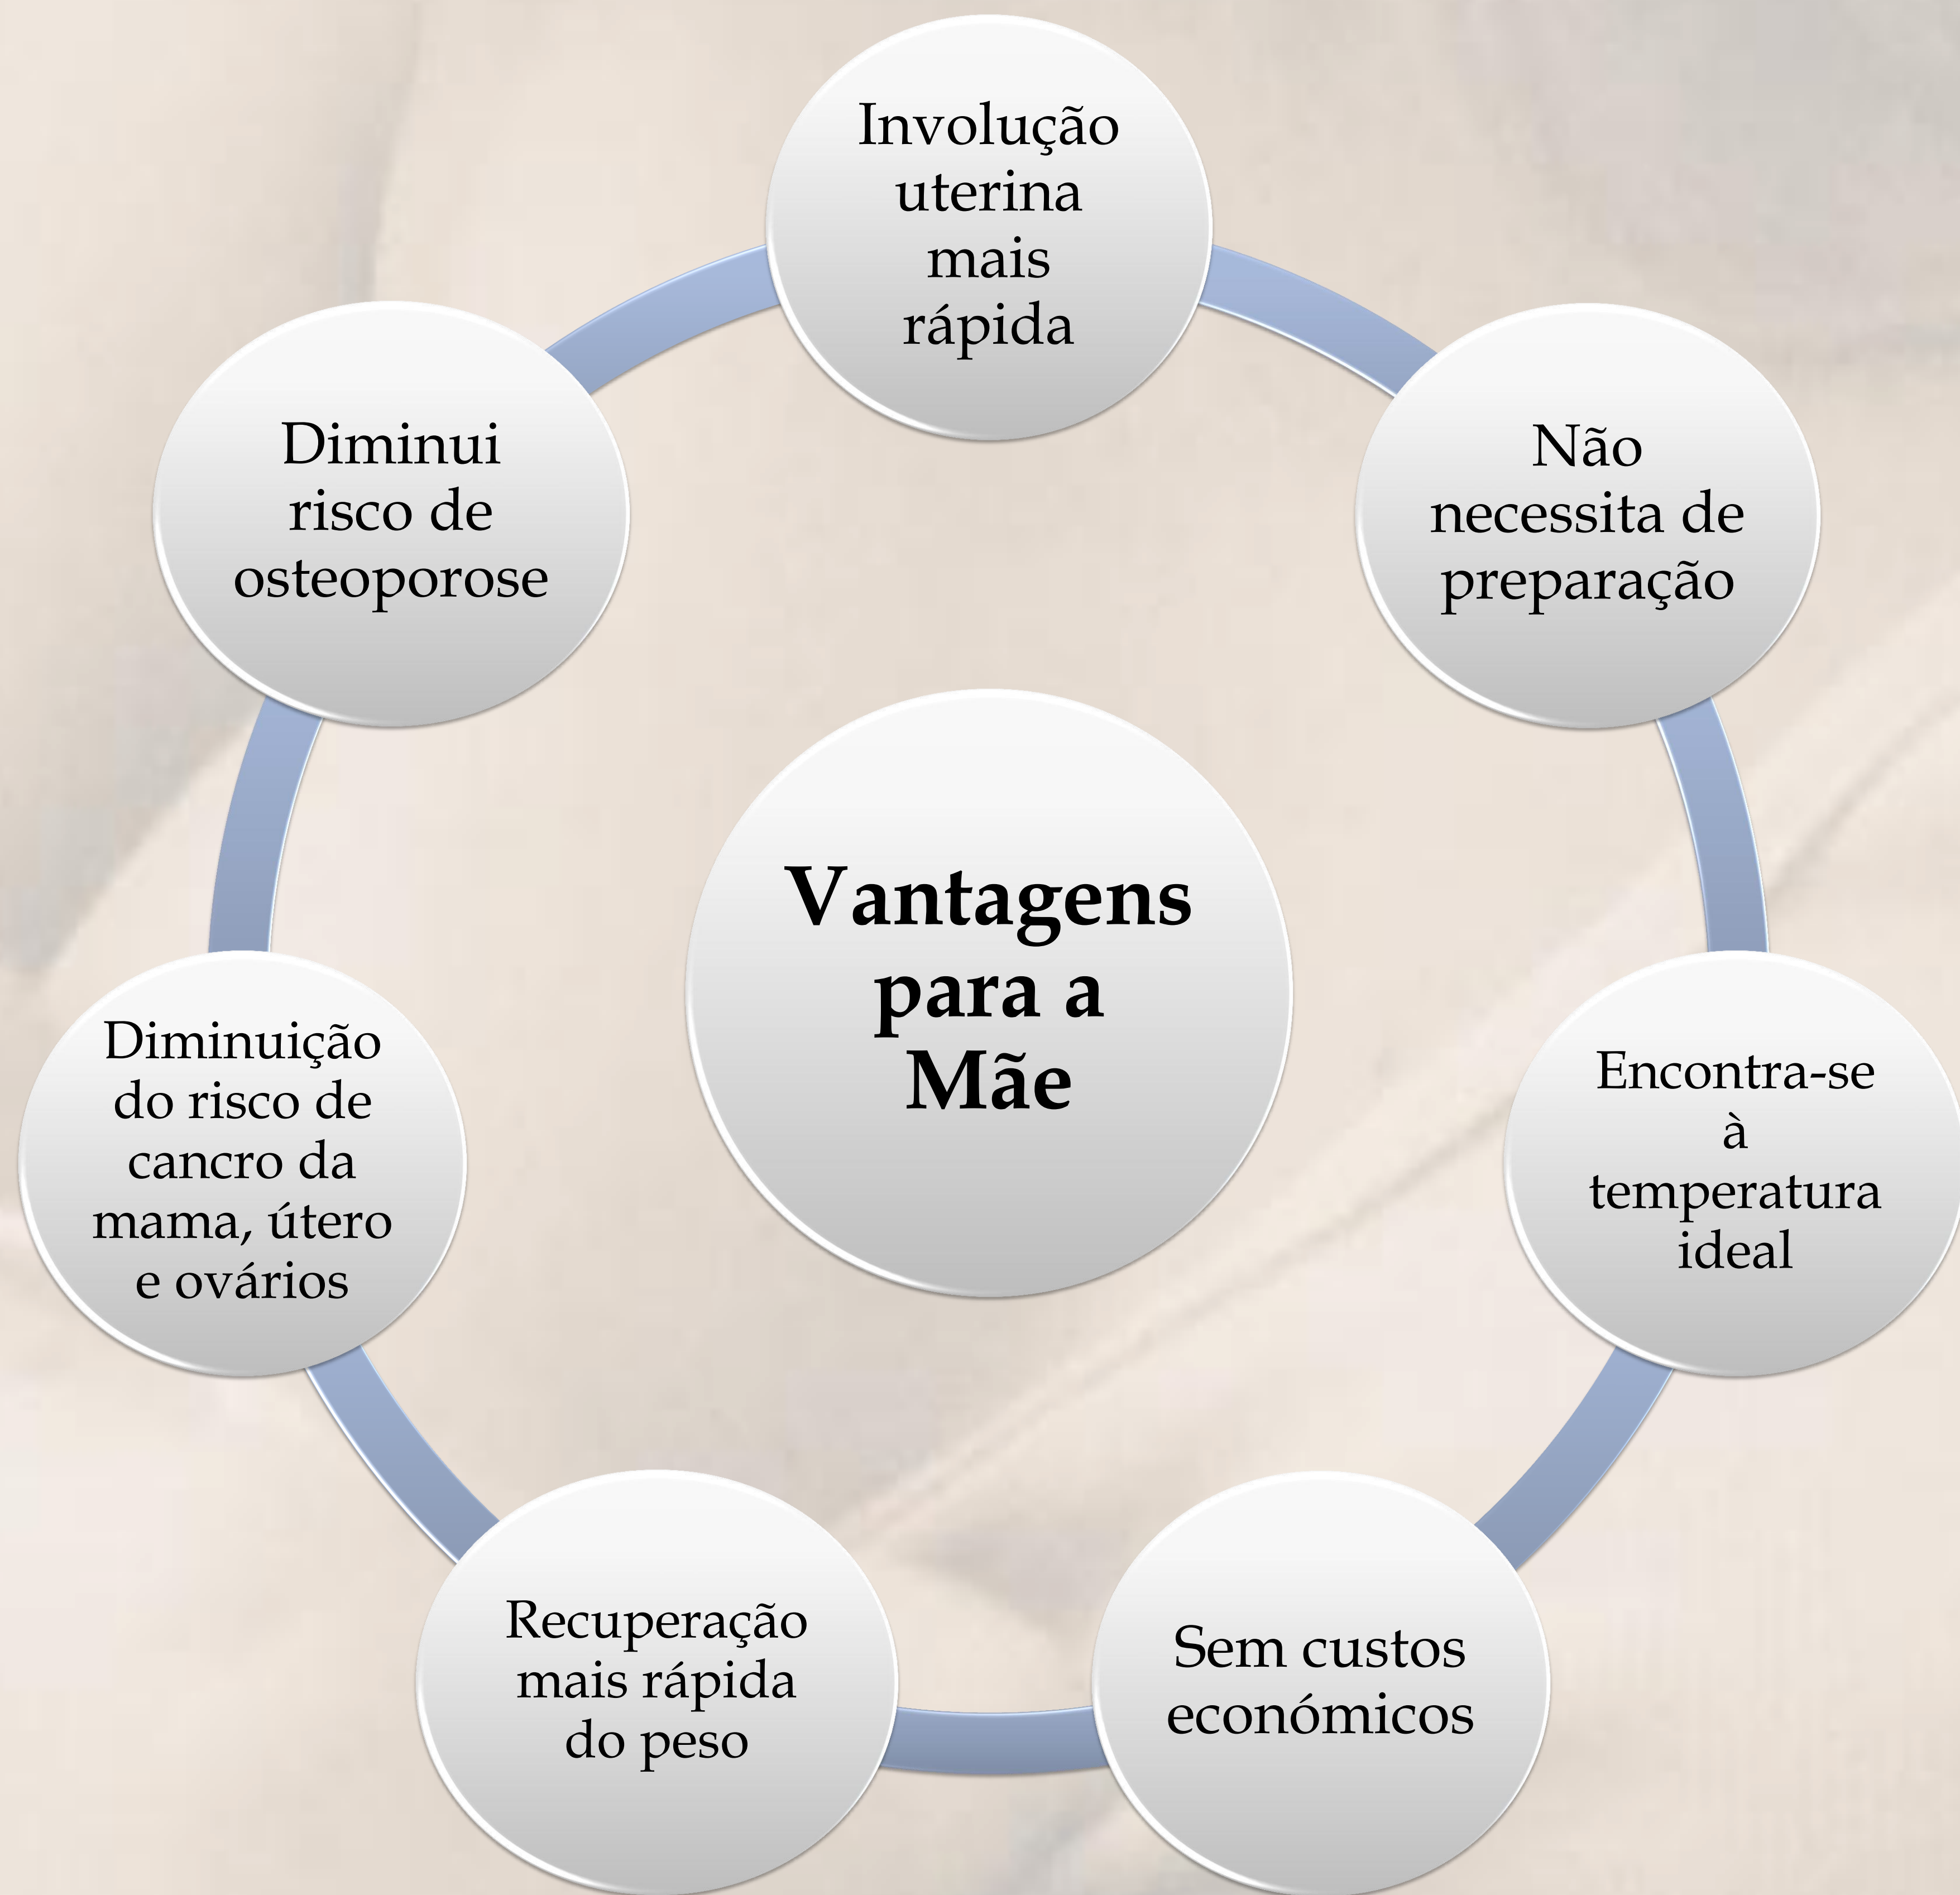 Involução
uterina
mais
rápida
Não
necessita de
preparação
Encontra-se
à
temperatura
ideal
Sem custos
económicos
Recuperação
mais rápida
do peso
Diminuição
do risco de
cancro da
mama, útero
e ovários
Diminui
risco de
osteoporose
Vantagens
para a
Mãe